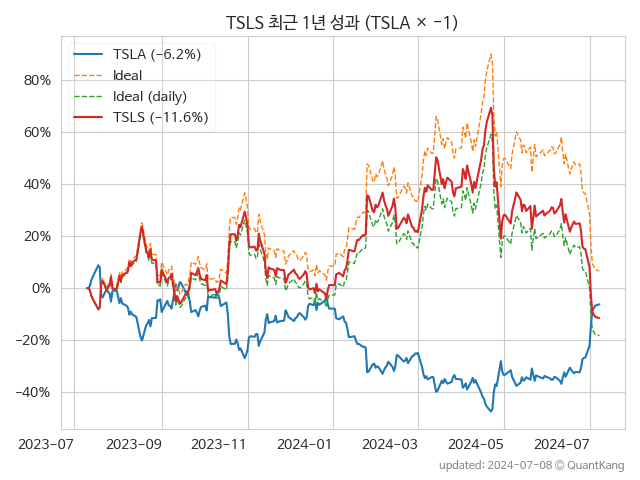 TSLS 최근 1년 성과 (TSLA × -1)
TSLA (-6.2%)
Ideal
Ideal (daily)
TSLS (-11.6%)
80%
60%
40%
20%
0%
-20%
-40%
2023-07 2023-09 2023-11 2024-01 2024-03 2024-05 2024-07
updated: 2024-07-08 © QuantKang